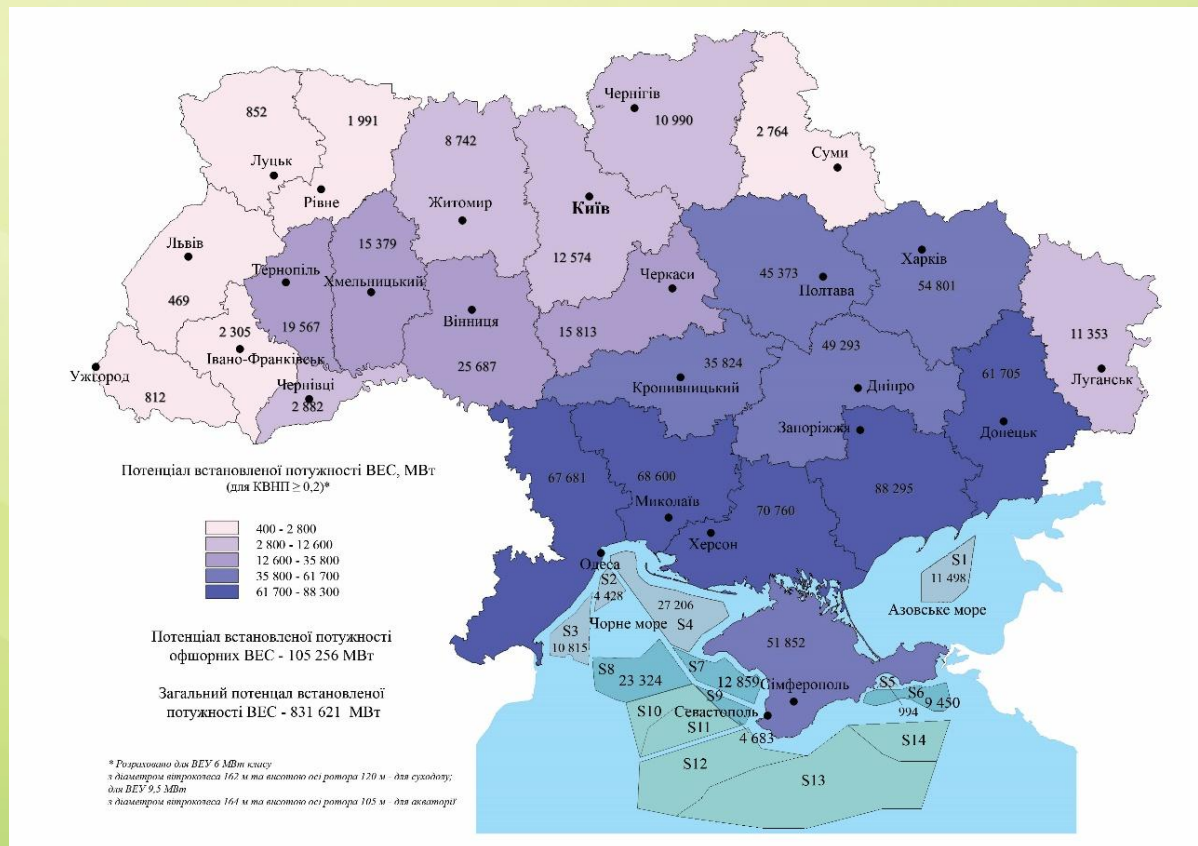 Чернігів
10 990
852
1 991
8 742
2 764
Суми
Луцьк
Рівне
Житомир
Київ
Львів
15 379
12 574
Черкаси
Харків
Тернопіль
Хмельницький
45 373
Полтава
54 801
469
Вінниця
2 305
19 567
15 813
11 353
Івано-Франківськ
25 687
35 824
49 293
61 705
Ужгород
812
Чернівці
2 882
Кропивницький
Дніпро
Луганськ
Запоріжжя
Донецьк
Потенціал встановленої потужності ВЕС, МВт
(для КВНП ≥ 0,2)*
400 - 2 800
2 800 - 12 600
12 600 - 35 800
35 800 - 61 700
61 700 - 88 300
67 681
68 600
Миколаїв
70 760
88 295
Херсон
Одеса
S1
11 498
Азовське море
S2
4 428
27 206
Чорне море
S4
S3
10 815
51 852
S7
S8
23 324
12 859
Сімферополь
S5
S6
9 450
994
S9
Севастополь
S10
S11
4 683
S14
S12
S13
Потенціал встановленої потужності
офшорних ВЕС - 105 256 МВт
Загальний потенцал встановленої
потужності ВЕС - 831 621 МВт
* Розраховано для ВЕУ 6 МВт класу
з діаметром вітроколеса 162 м та висотою осі ротора 120 м - для суходолу;
для ВЕУ 9,5 МВт
з діаметром вітроколеса 164 м та висотою осі ротора 105 м - для акваторії